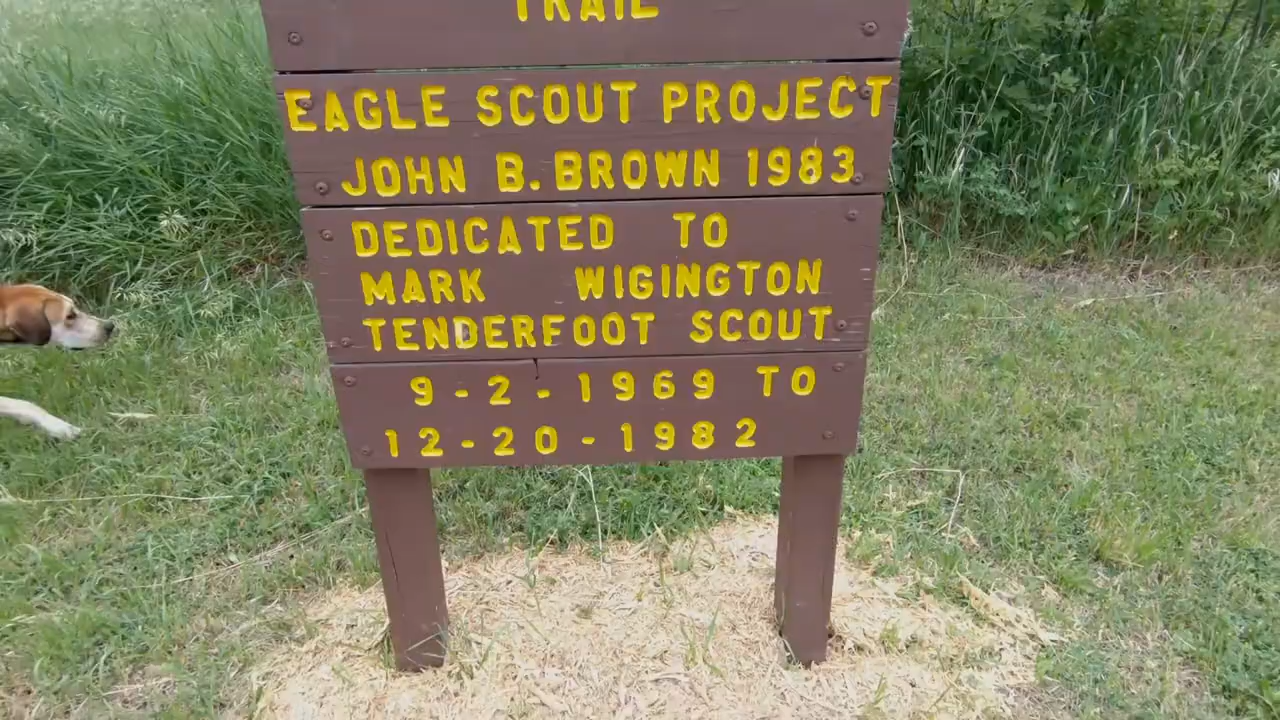 TRAIL
EAGLE SCOUT PROJECT
JOHN B. BROWN 1983
DEDICATED TO
MARK WIGINGTON
TENDERFOOT SCOUT
9-2-1969 TO
12-20-1982